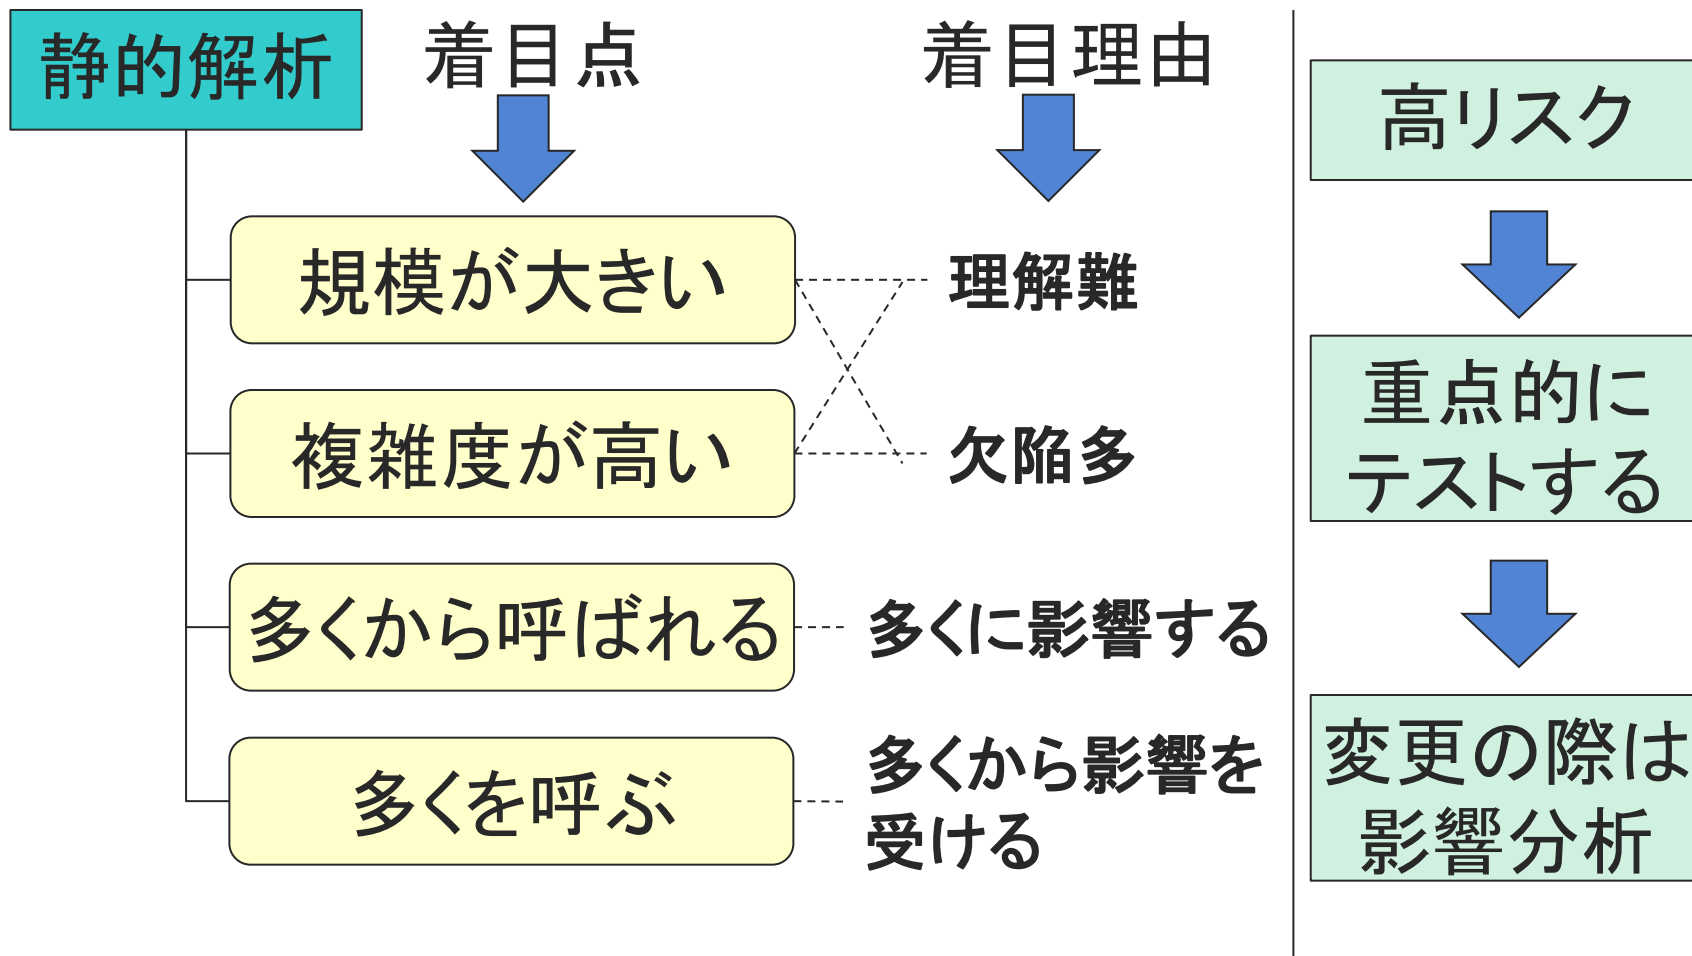 静的解析
着目点
着目理由
規模が大きい
理解難
複雑度が高い
欠陥多
多くから呼ばれる
多くに影響する
多くを呼ぶ
多くから影響を
受ける
高リスク
重点的に
テストする
変更の際は
影響分析